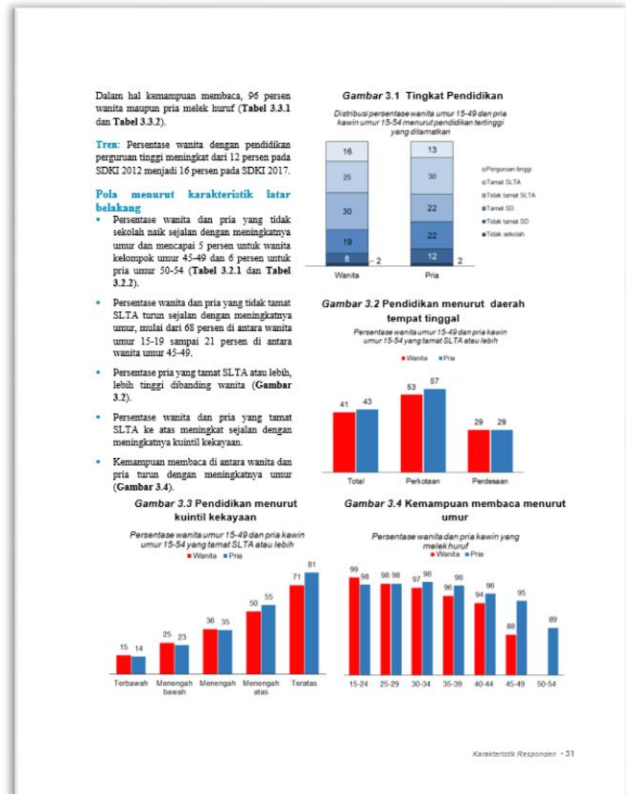 Dalam hal kemampuan membaca, 96 persen
wanita maupun pria melek huruf (Tabel 3.3.1
dan Tabel 3.3.2).
Tren: Persentase wanita dengan pendidikan
perguruan tinggi meningkat dari 12 persen pada
SDKI 2012 menjadi 16 persen pada SDKI 2017.
Pola menurut karakteristik latar
belakang
• Persentase wanita dan pria yang tidak
sekolah naik sejalan dengan meningkatnya
umur dan mencapai 5 persen untuk wanita
kelompok umur 45-49 dan 6 persen untuk
pria umur 50-54 (Tabel 3.2.1 dan Tabel
3.2.2).
• Persentase wanita dan pria yang tidak tamat
SLTA turun sejalan dengan meningkatnya
umur, mulai dari 68 persen di antara wanita
umur 15-19 sampai 21 persen di antara
wanita umur 45-49.
• Persentase pria yang tamat SLTA atau lebih,
lebih tinggi dibanding wanita (Gambar
3.2).
• Persentase wanita dan pria yang tamat
SLTA ke atas meningkat sejalan dengan
meningkatnya kuintil kekayaan.
• Kemampuan membaca di antara wanita dan
pria turun dengan meningkatnya umur
(Gambar 3.4).
Gambar 3.1 Tingkat Pendidikan
Distribusi persentase wanita umur 15-49 dan pria
kawin umur 15-54 menurut pendidikan tertinggi
yang ditamatkan
16 13
25 30
30 22
19 22
8 2 12 2
Wanita Pria
Perguruan tinggi
Tamat SLTA
Tidak tamat SLTA
Tamat SD
Tidak tamat SD
Tidak sekolah
Gambar 3.2 Pendidikan menurut daerah
tempat tinggal
Persentase wanita umur 15-49 dan pria kawin
umur 15-54 yang tamat SLTA atau lebih
Wanita Pria
41 43 53 57 29 29
Total Perkotaan Perdesaan
Gambar 3.3 Pendidikan menurut
kuintil kekayaan
Persentase wanita umur 15-49 dan pria kawin
umur 15-54 yang tamat SLTA atau lebih
Wanita Pria
15 14 25 23 36 35 50 55 71 81
Terbawah Menengah Menengah Menengah Teratas
bawah atas
Gambar 3.4 Kemampuan membaca menurut
umur
Persentase wanita dan pria kawin yang
melek huruf
Wanita Pria
99 98 98 98 97 98 96 98 94 96 88 95 89
15-24 25-29 30-34 35-39 40-44 45-49 50-54
Karakteristik Responden • 31